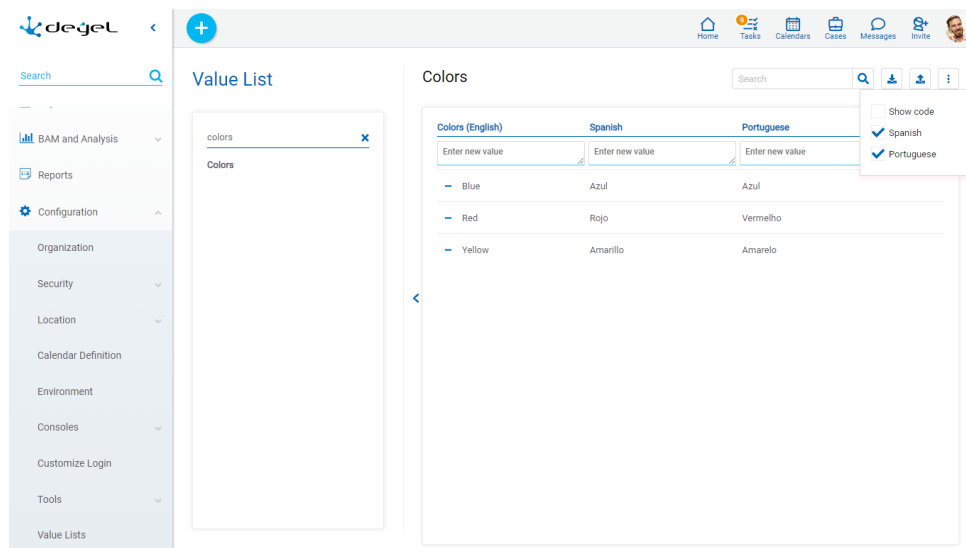 deyel
Search
BAM and Analysis
Reports
Configuration
Organization
Security
Location
Calendar Definition
Environment
Consoles
Customize Login
Tools
Value Lists
9
Home
Tasks
Calendars
Cases
Messages
Invite
Value List
colors
Colors
Colors
Search
Show code
Spanish
Portuguese
Colors (English) Spanish Portuguese
Enter new value Enter new value Enter new value
Blue Azul Azul
Red Rojo Vermelho
Yellow Amarillo Amarelo